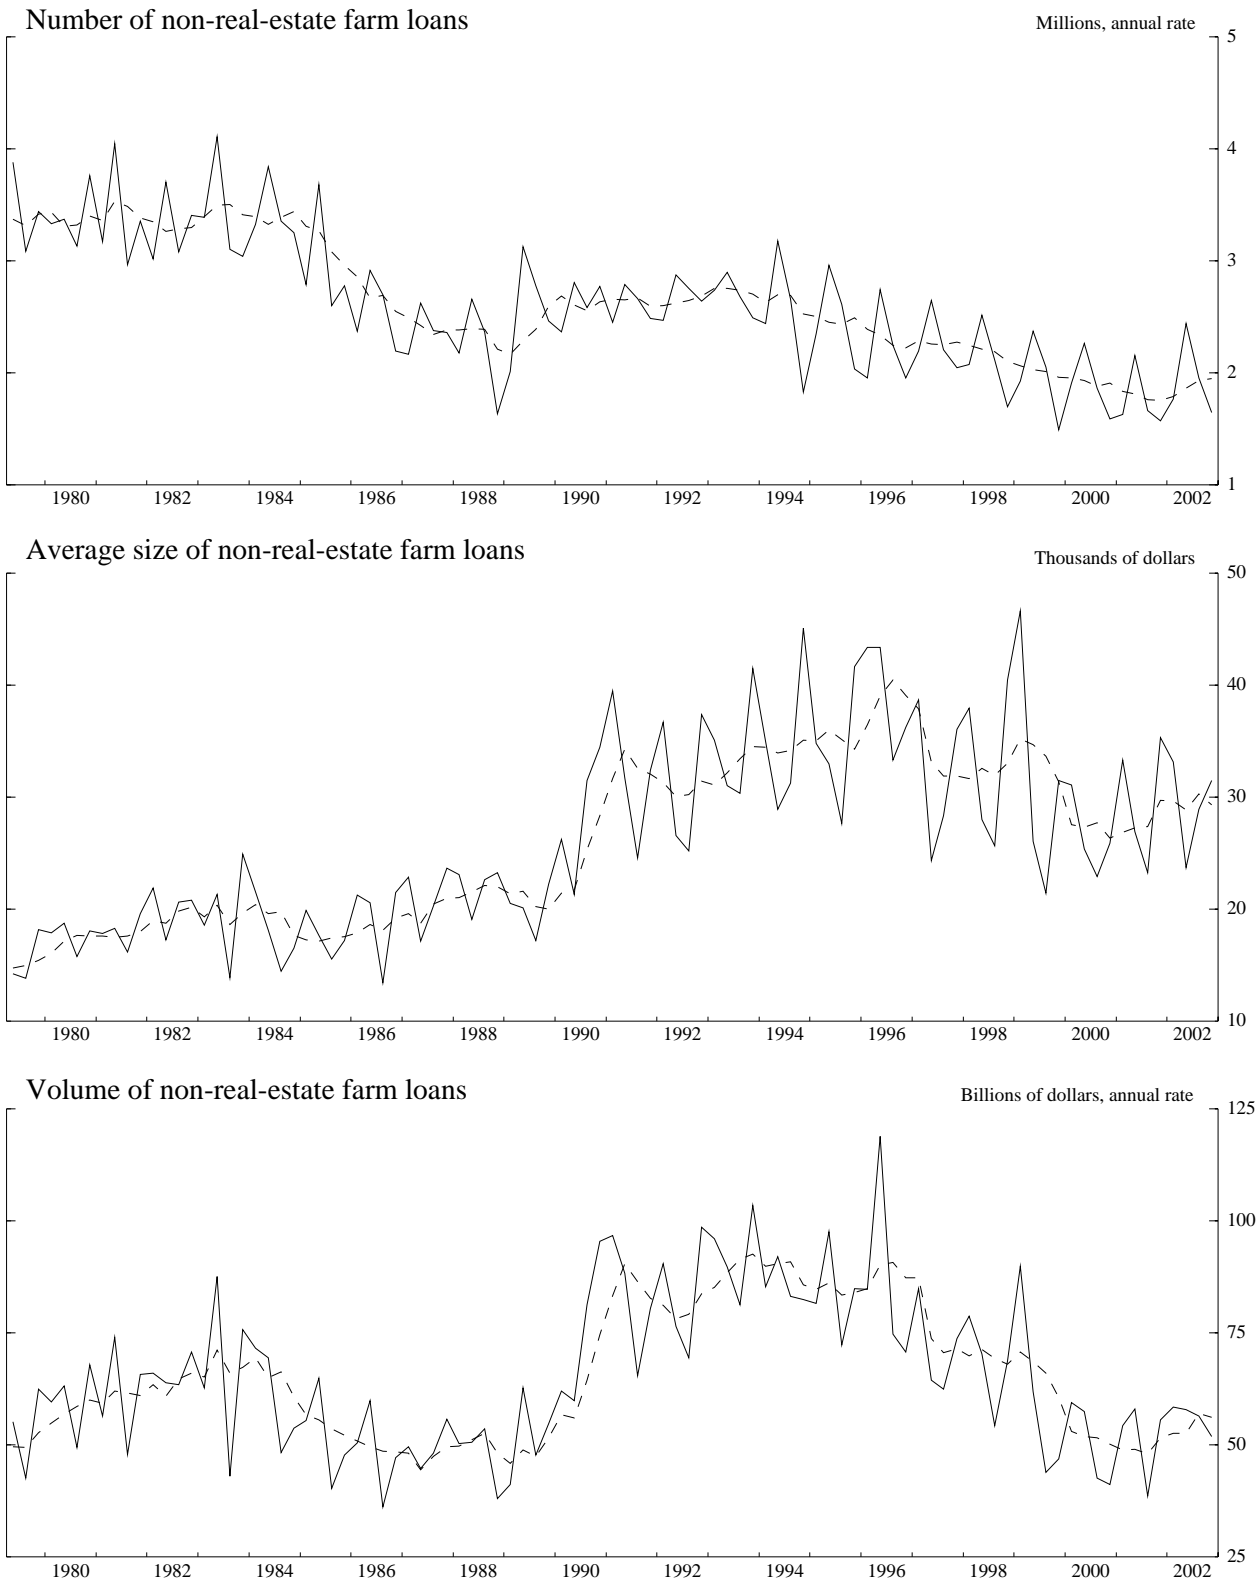 Number of non-real-estate farm loans
Millions, annual rate
5
4
3
2
1
1980 1982 1984 1986 1988 1990 1992 1994 1996 1998 2000 2002
Average size of non-real-estate farm loans
Thousands of dollars
50
40
30
20
10
1980 1982 1984 1986 1988 1990 1992 1994 1996 1998 2000 2002
Volume of non-real-estate farm loans
Billions of dollars, annual rate
125
100
75
50
25
1980 1982 1984 1986 1988 1990 1992 1994 1996 1998 2000 2002